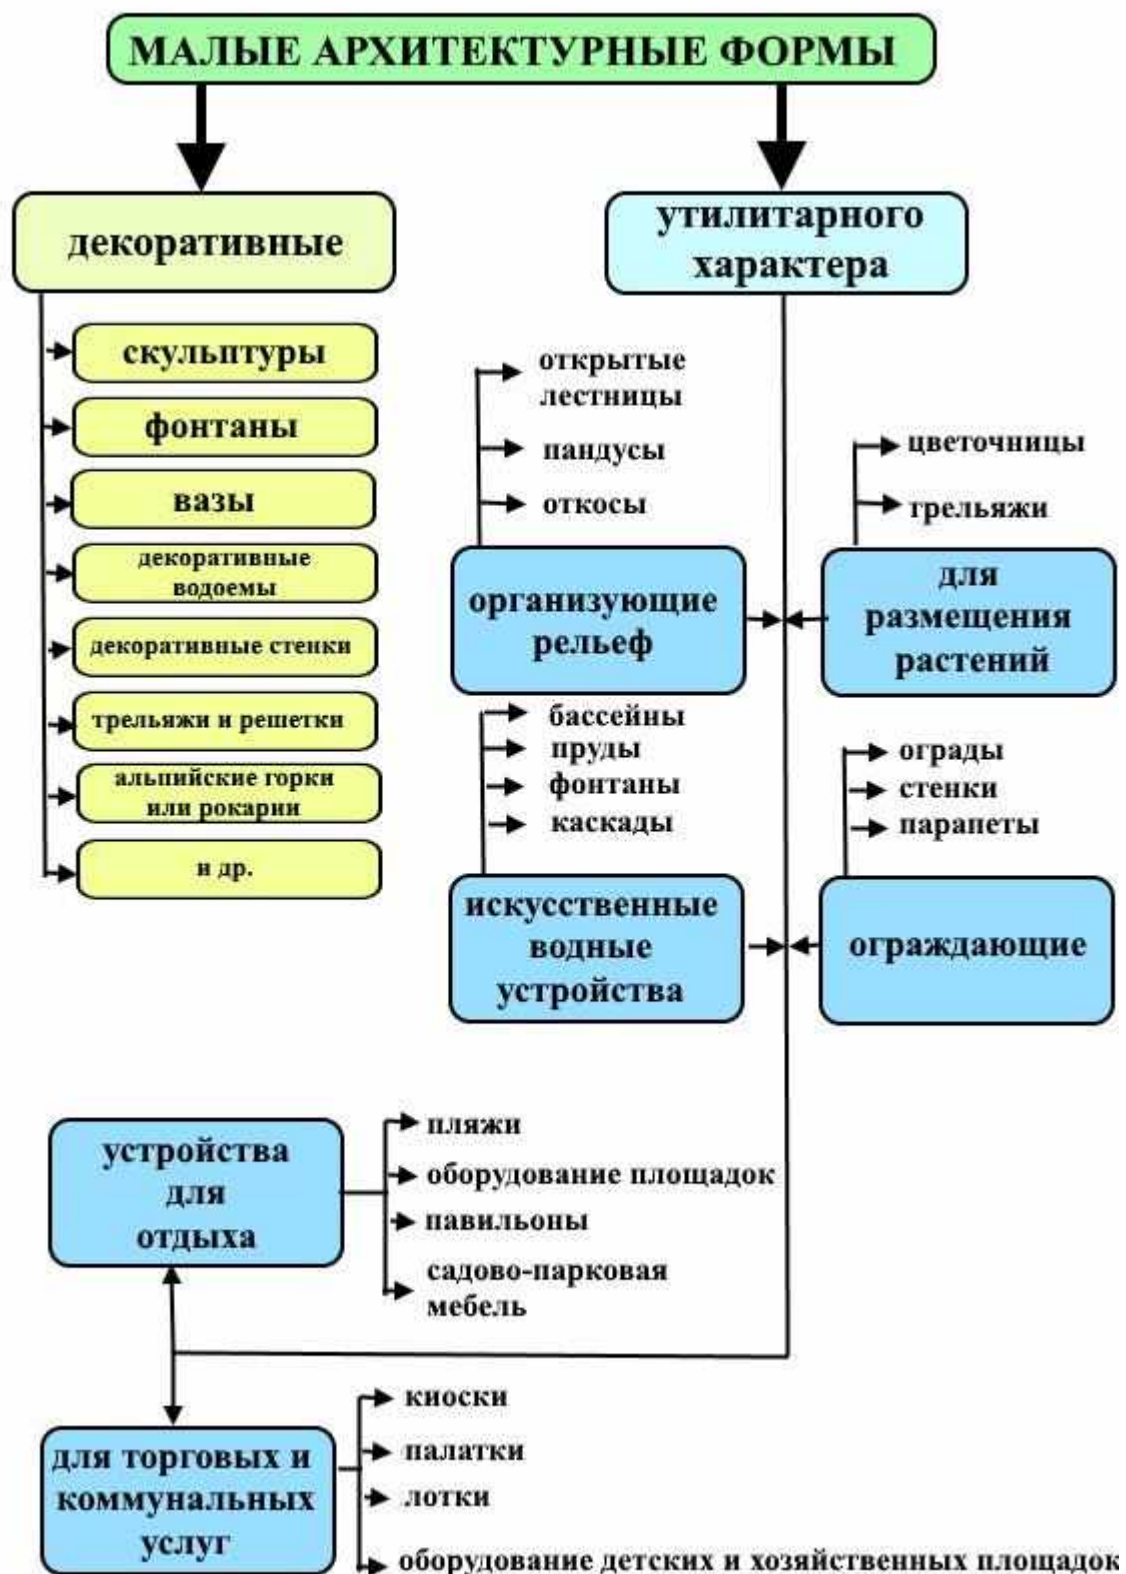 МАЛЫЕ АРХИТЕКТУРНЫЕ ФОРМЫ
декоративные
скульптуры
фонтаны
вазы
декоративные
водоемы
декоративные стенки
трельяжи и решетки
альпийские горки
или рокарии
и др.
утилитарного
характера
открытые
лестницы
пандусы
откосы
организующие
рельеф
цветочницы
трельяжи
для
размещения
растений
бассейны
пруды
фонтаны
каскады
искусственные
водные
устройства
ограды
стенки
парапеты
ограждающие
устройства
для
отдыха
пляжи
оборудование площадок
павильоны
садово-парковая
мебель
для торговых и
коммунальных
услуг
киоски
палатки
лотки
оборудование детских и хозяйственных площадок